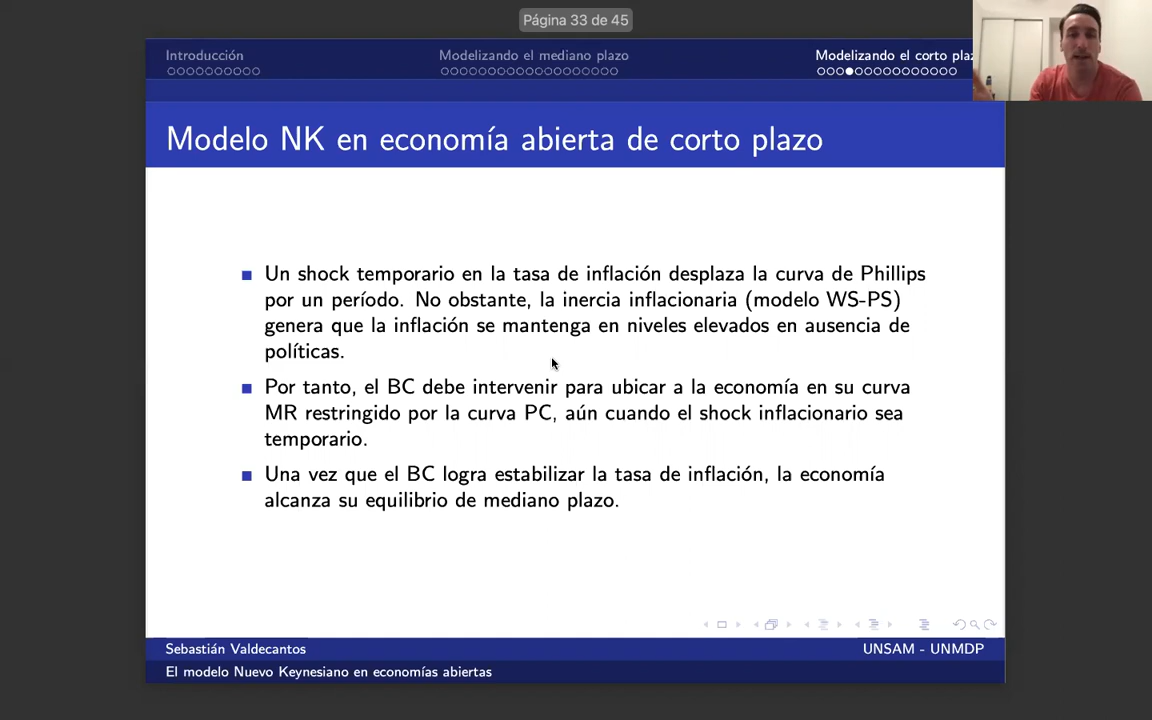 Página 33 de 45
Introducción
Modelizando el mediano plazo
Modelizando el corto plaz
Modelo NK en economía abierta de corto plazo
Un shock temporario en la tasa de inflación desplaza la curva de Phillips
por un período. No obstante, la inercia inflacionaria (modelo WS-PS)
genera que la inflación se mantenga en niveles elevados en ausencia de
políticas.
Por tanto, el BC debe intervenir para ubicar a la economía en su curva
MR restringido por la curva PC, aún cuando el shock inflacionario sea
temporario.
Una vez que el BC logra estabilizar la tasa de inflación, la economía
alcanza su equilibrio de mediano plazo.
Sebastián Valdecantos
UNSAM - UNMDP
El modelo Nuevo Keynesiano en economías abiertas